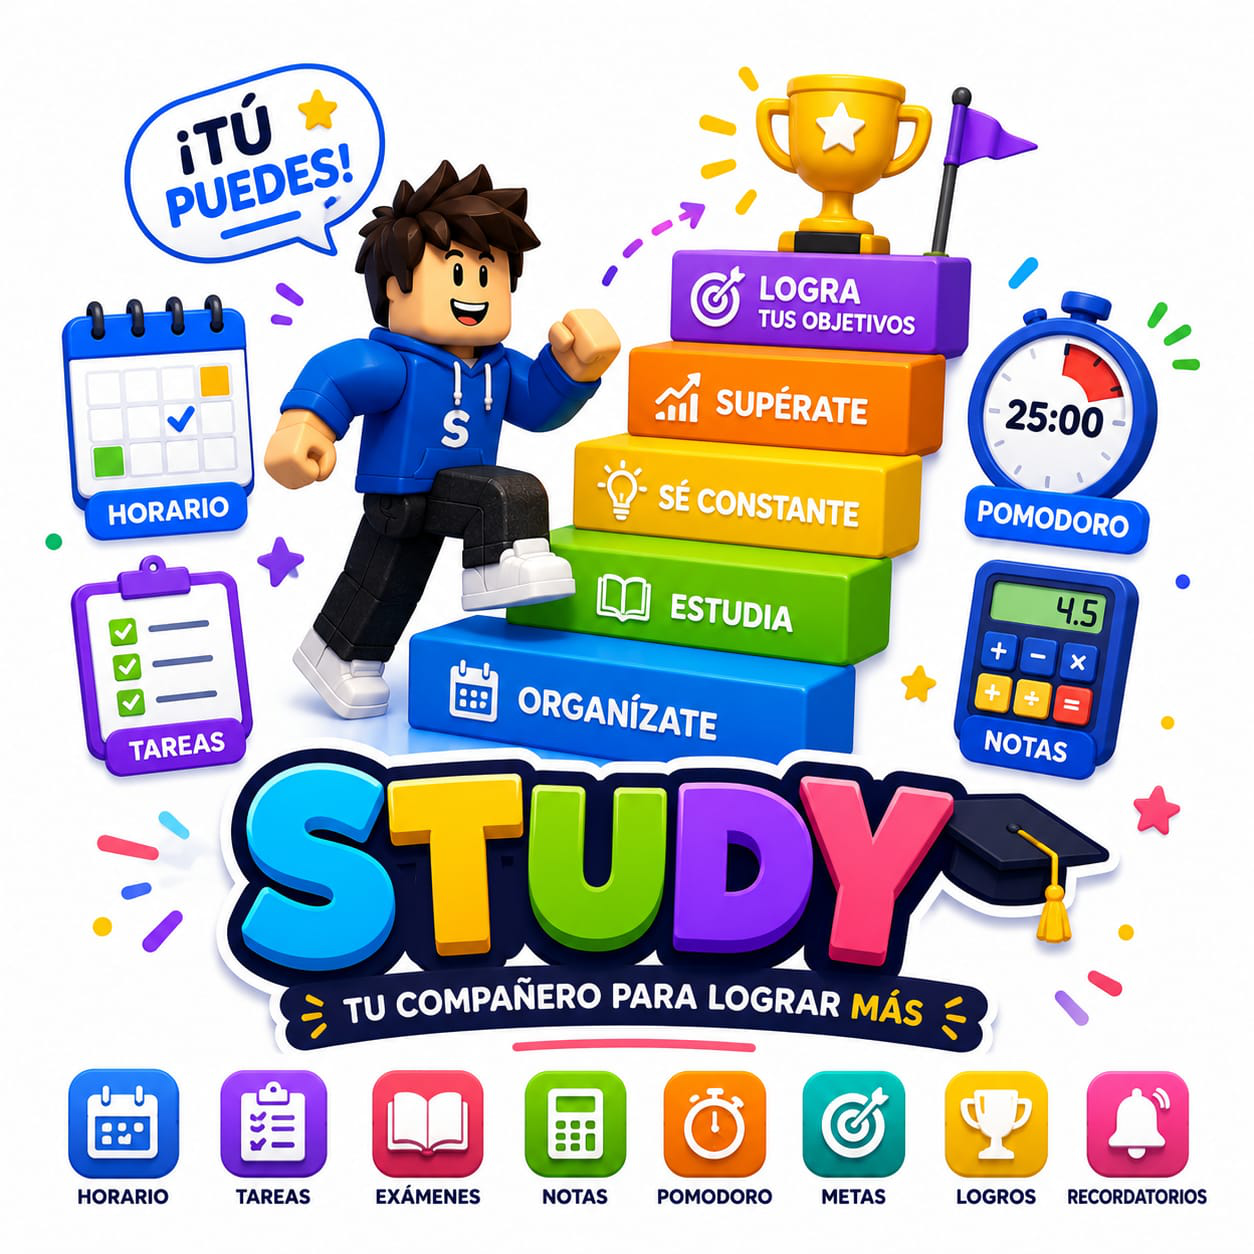 ¡TÚ
PUEDES!
LOGRA
TUS OBJETIVOS
SUPÉRATE
SÉ CONSTANTE
ESTUDIA
ORGANÍZATE
S
HORARIO
TAREAS
25:00
POMODORO
4.5
+ − ×
+ ÷ =
NOTAS
STUDY
TU COMPAÑERO PARA LOGRAR MÁS
HORARIO TAREAS EXÁMENES NOTAS POMODORO METAS LOGROS RECORDATORIOS